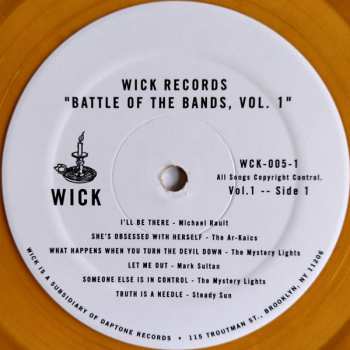 WICK RECORDS
"BATTLE OF THE BANDS, VOL. 1"
WICK
WCK-005-1
All Songs Copyright Control.
Vol.1 -- Side 1
I'LL BE THERE - Michael Rault
SHE'S OBSESSED WITH HERSELF - The Ar-Kaics
WHAT HAPPENS WHEN YOU TURN THE DEVIL DOWN - The Mystery Lights
LET ME OUT - Mark Sultan
SOMEONE ELSE IS IN CONTROL - The Mystery Lights
TRUTH IS A NEEDLE - Steady Sun
WICK IS A SUBSIDIARY OF DAPTONE RECORDS • 115 TROUTMAN ST., BROOKLYN, NY 11206